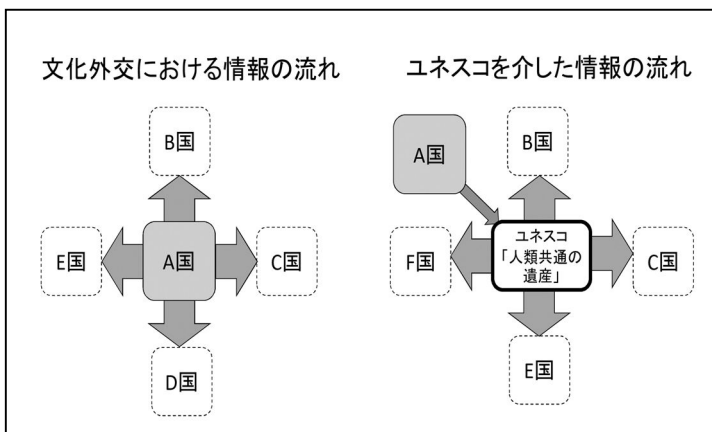 文化外交における情報の流れ
B国
E国
A国
C国
D国
ユネスコを介した情報の流れ
A国
B国
F国
ユネスコ
「人類共通の
遺産」
C国
E国